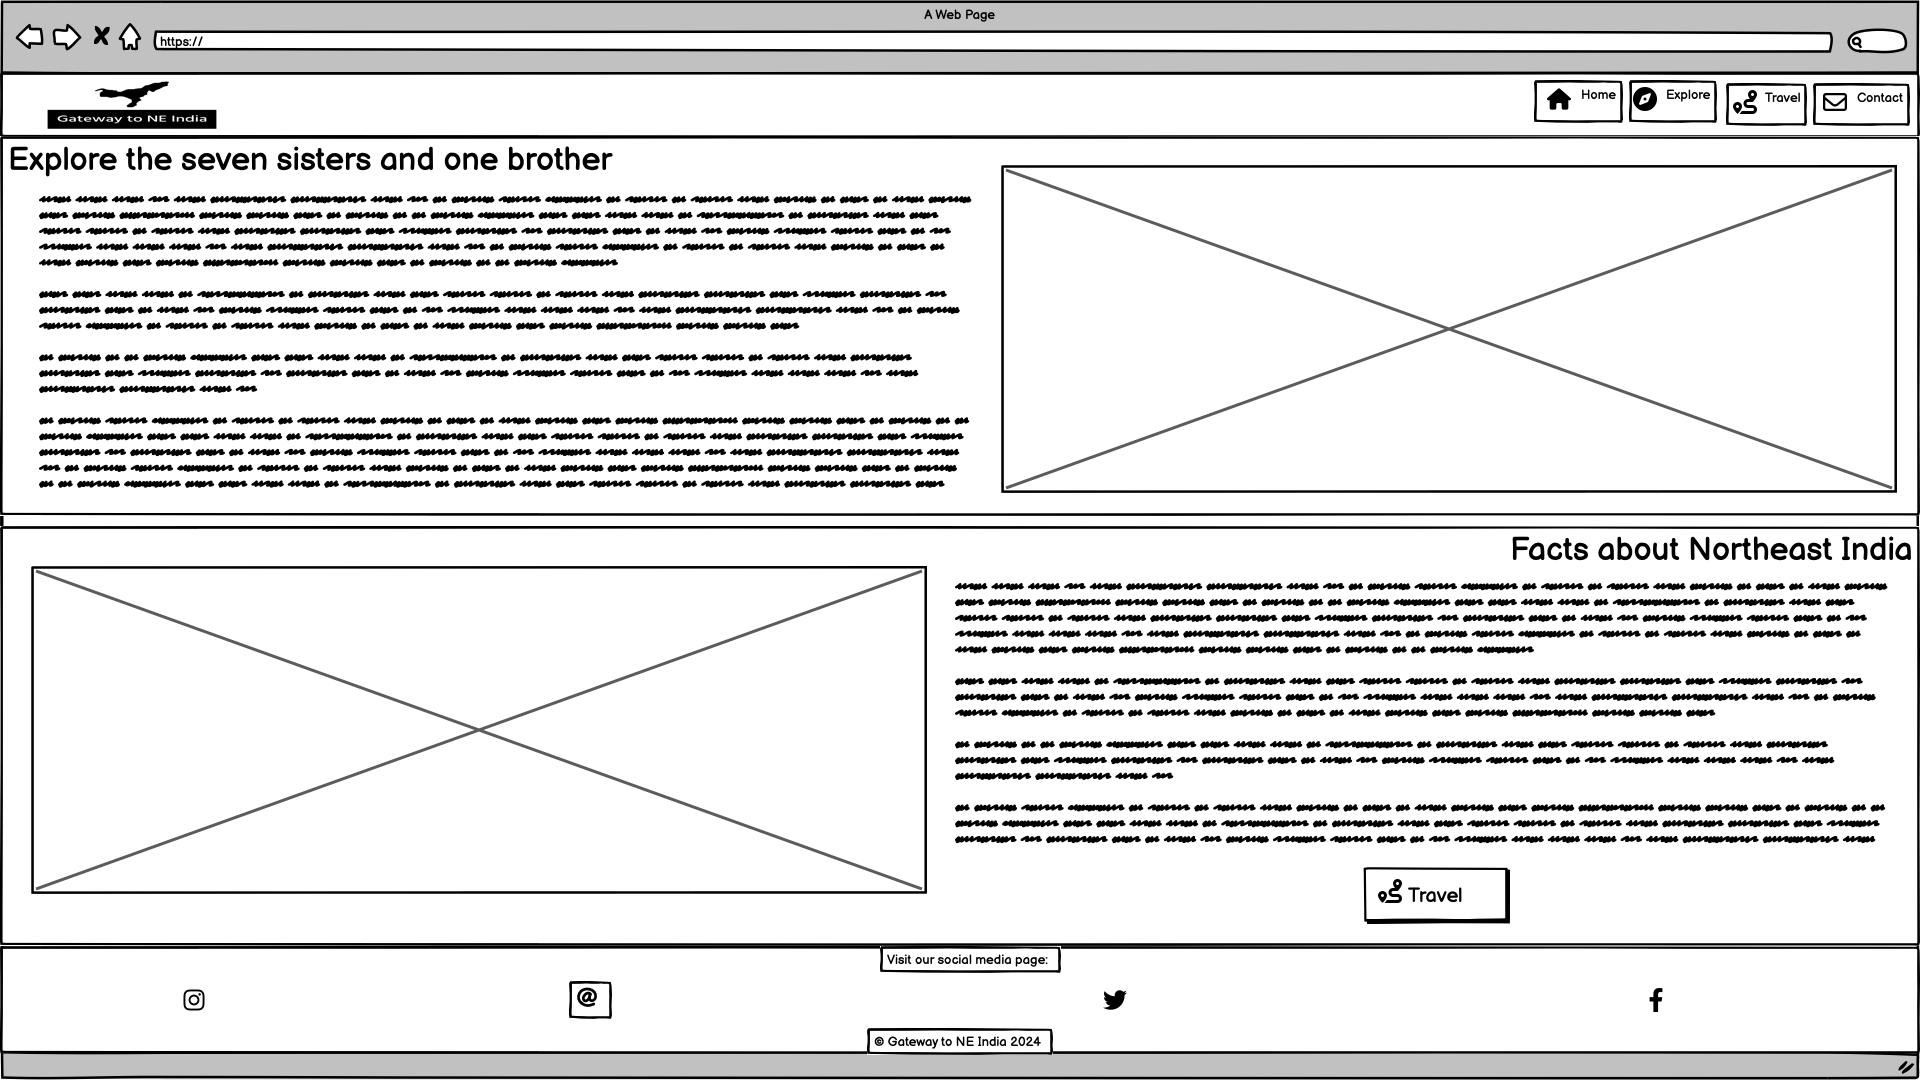 A Web Page
https://
Gateway to NE India
Home
Explore
Travel
Contact
Explore the seven sisters and one brother
Facts about Northeast India
Travel
Visit our social media page:
@
© Gateway to NE India 2024